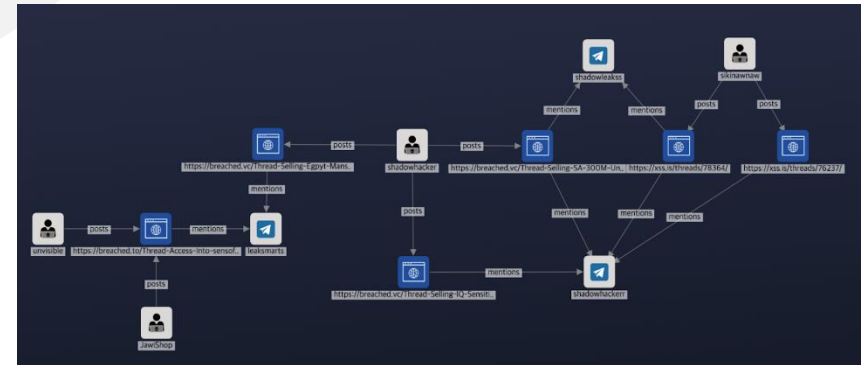 shadowleakss
sikinawnaw
mentions
mentions
posts
posts
posts
posts
https://breached.vc/Thread-Selling-Egpyt-Mans..
shadowhacker
https://breached.vc/Thread-Selling-SA-300M-Un..
https://xss.is/threads/78364/
https://xss.is/threads/76237/
mentions
posts
mentions
mentions
mentions
posts
mentions
unvisible
https://breached.to/Thread-Access-Into-sensof..
leaksmarts
mentions
posts
https://breached.vc/Thread-Selling-IQ-Sensiti..
shadowhackerr
JawiShop